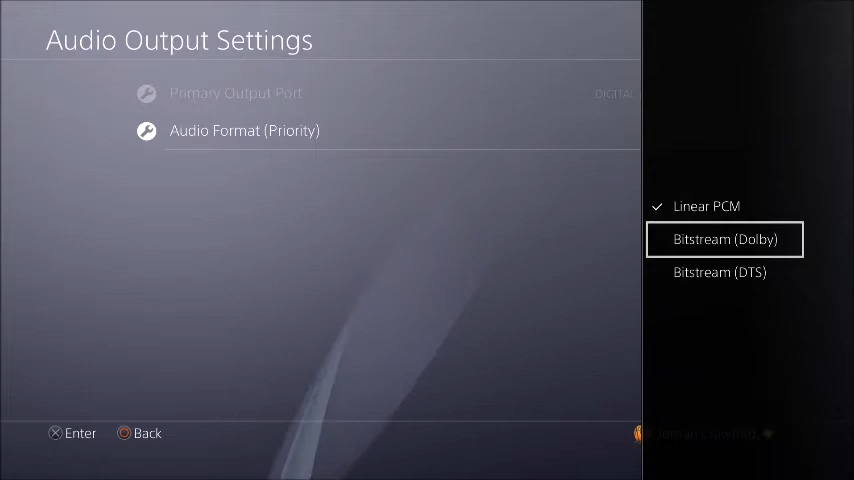 Audio Output Settings
Primary Output Port
DIGITAL
Audio Format (Priority)
Linear PCM
Bitstream (Dolby)
Bitstream (DTS)
Enter
Back